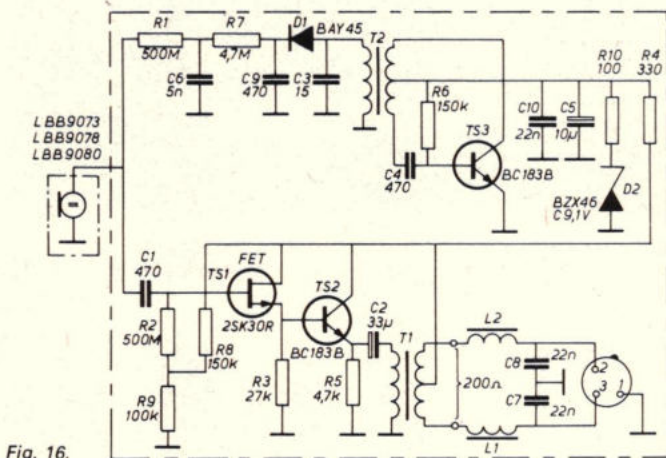 R1
500M
R7
4,7M
D1
BAY45
T2
R10
100
R4
330
C6
5n
C9
470
C3
15
R6
150k
C10
22n
C5
10µ
LBB9073
LBB9078
LBB9080
C4
470
TS3
BC183B
BZX46
C9,1V
D2
C1
470
TS1
FET
2SK30R
TS2
BC183B
C2
33µ
T1
L2
R2
500M
R8
150k
R3
27k
R5
4,7k
200Ω
C8
22n
C7
22n
2
3
1
R9
100k
L1
Fig. 16.